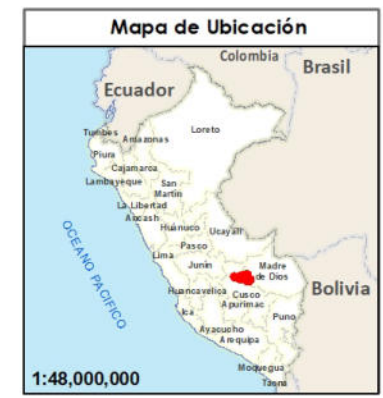 Mapa de Ubicación
Colombia
Brasil
Ecuador
Tumbes
Amazonas
Loreto
Piura
Cajamarca
Lambayeque
San
Martin
La Libertad
Ancash
Huánuco
Ucayali
Pasco
OCEANO PACIFICO
Lima
Junín
Madre
de Dios
Huancavelica
Cusco
Bolivia
Apurimac
Ica
Puno
Ayacucho
Arequipa
Moquegua
Tacna
1:48,000,000